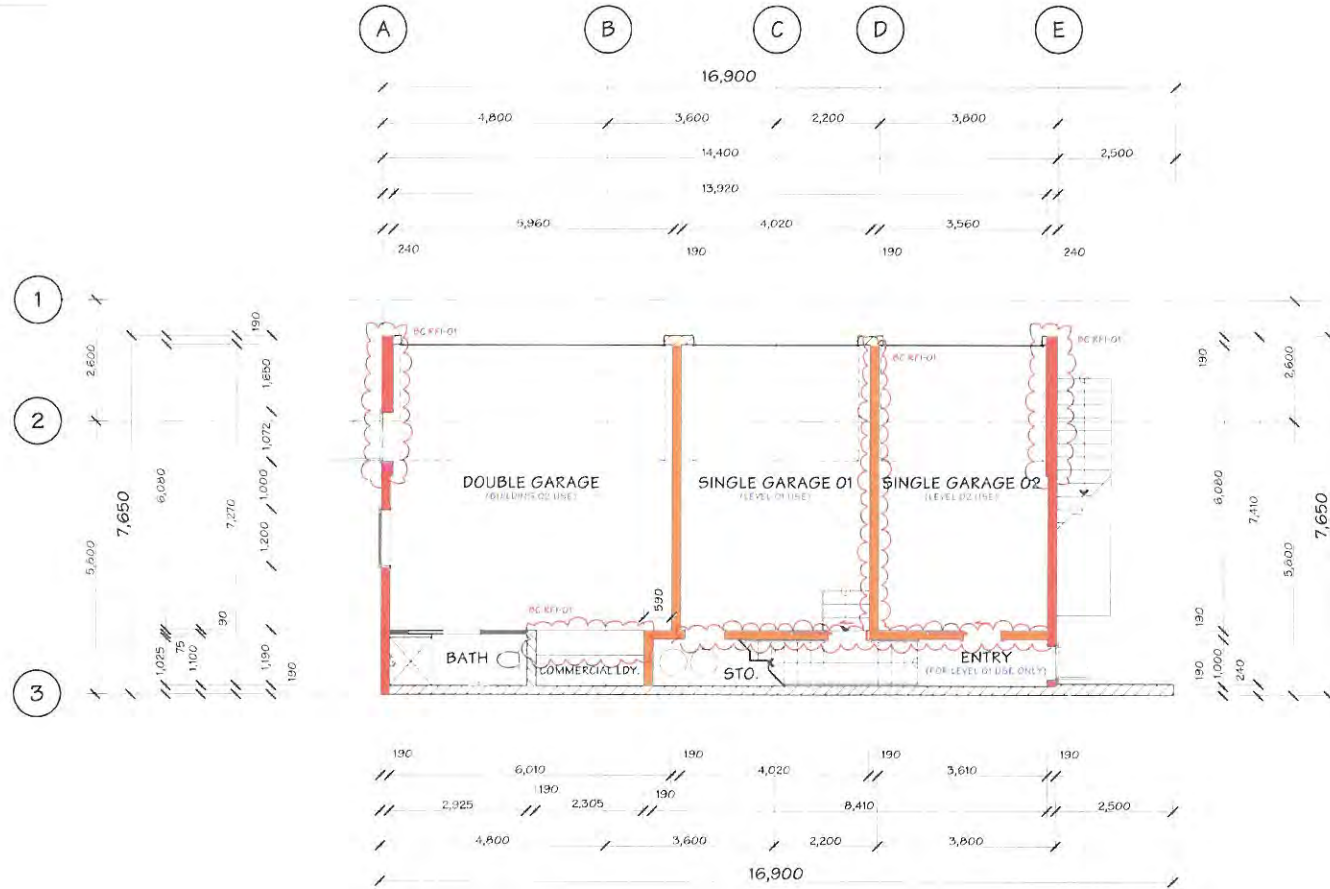 A B C D E
16,900
4,800 3,600 2,200 3,800
14,400 2,500
13,920
5,960 4,020 3,560
240 190 190 240
1
2
3
2,600
5,600
7,650
6,080
1,025
75
1,100
7,270
90
190
1,650
1,072
1,000
1,200
1,190
190
BC RFI-01
BC RFI-01
BC RFI-01
DOUBLE GARAGE
(BUILDING 02 USE)
SINGLE GARAGE 01
(LEVEL 01 USE)
SINGLE GARAGE 02
(LEVEL 02 USE)
BC RFI-01
590
BATH
COMMERCIAL LDY.
STO.
ENTRY
(FOR LEVEL 01 USE ONLY)
190
6,080
190
1,000
190
240
7,410
2,600
7,650
190 190 190 190
6,010 4,020 3,610
190 190
2,925 2,305 8,410 2,500
4,800 3,600 2,200 3,800
16,900